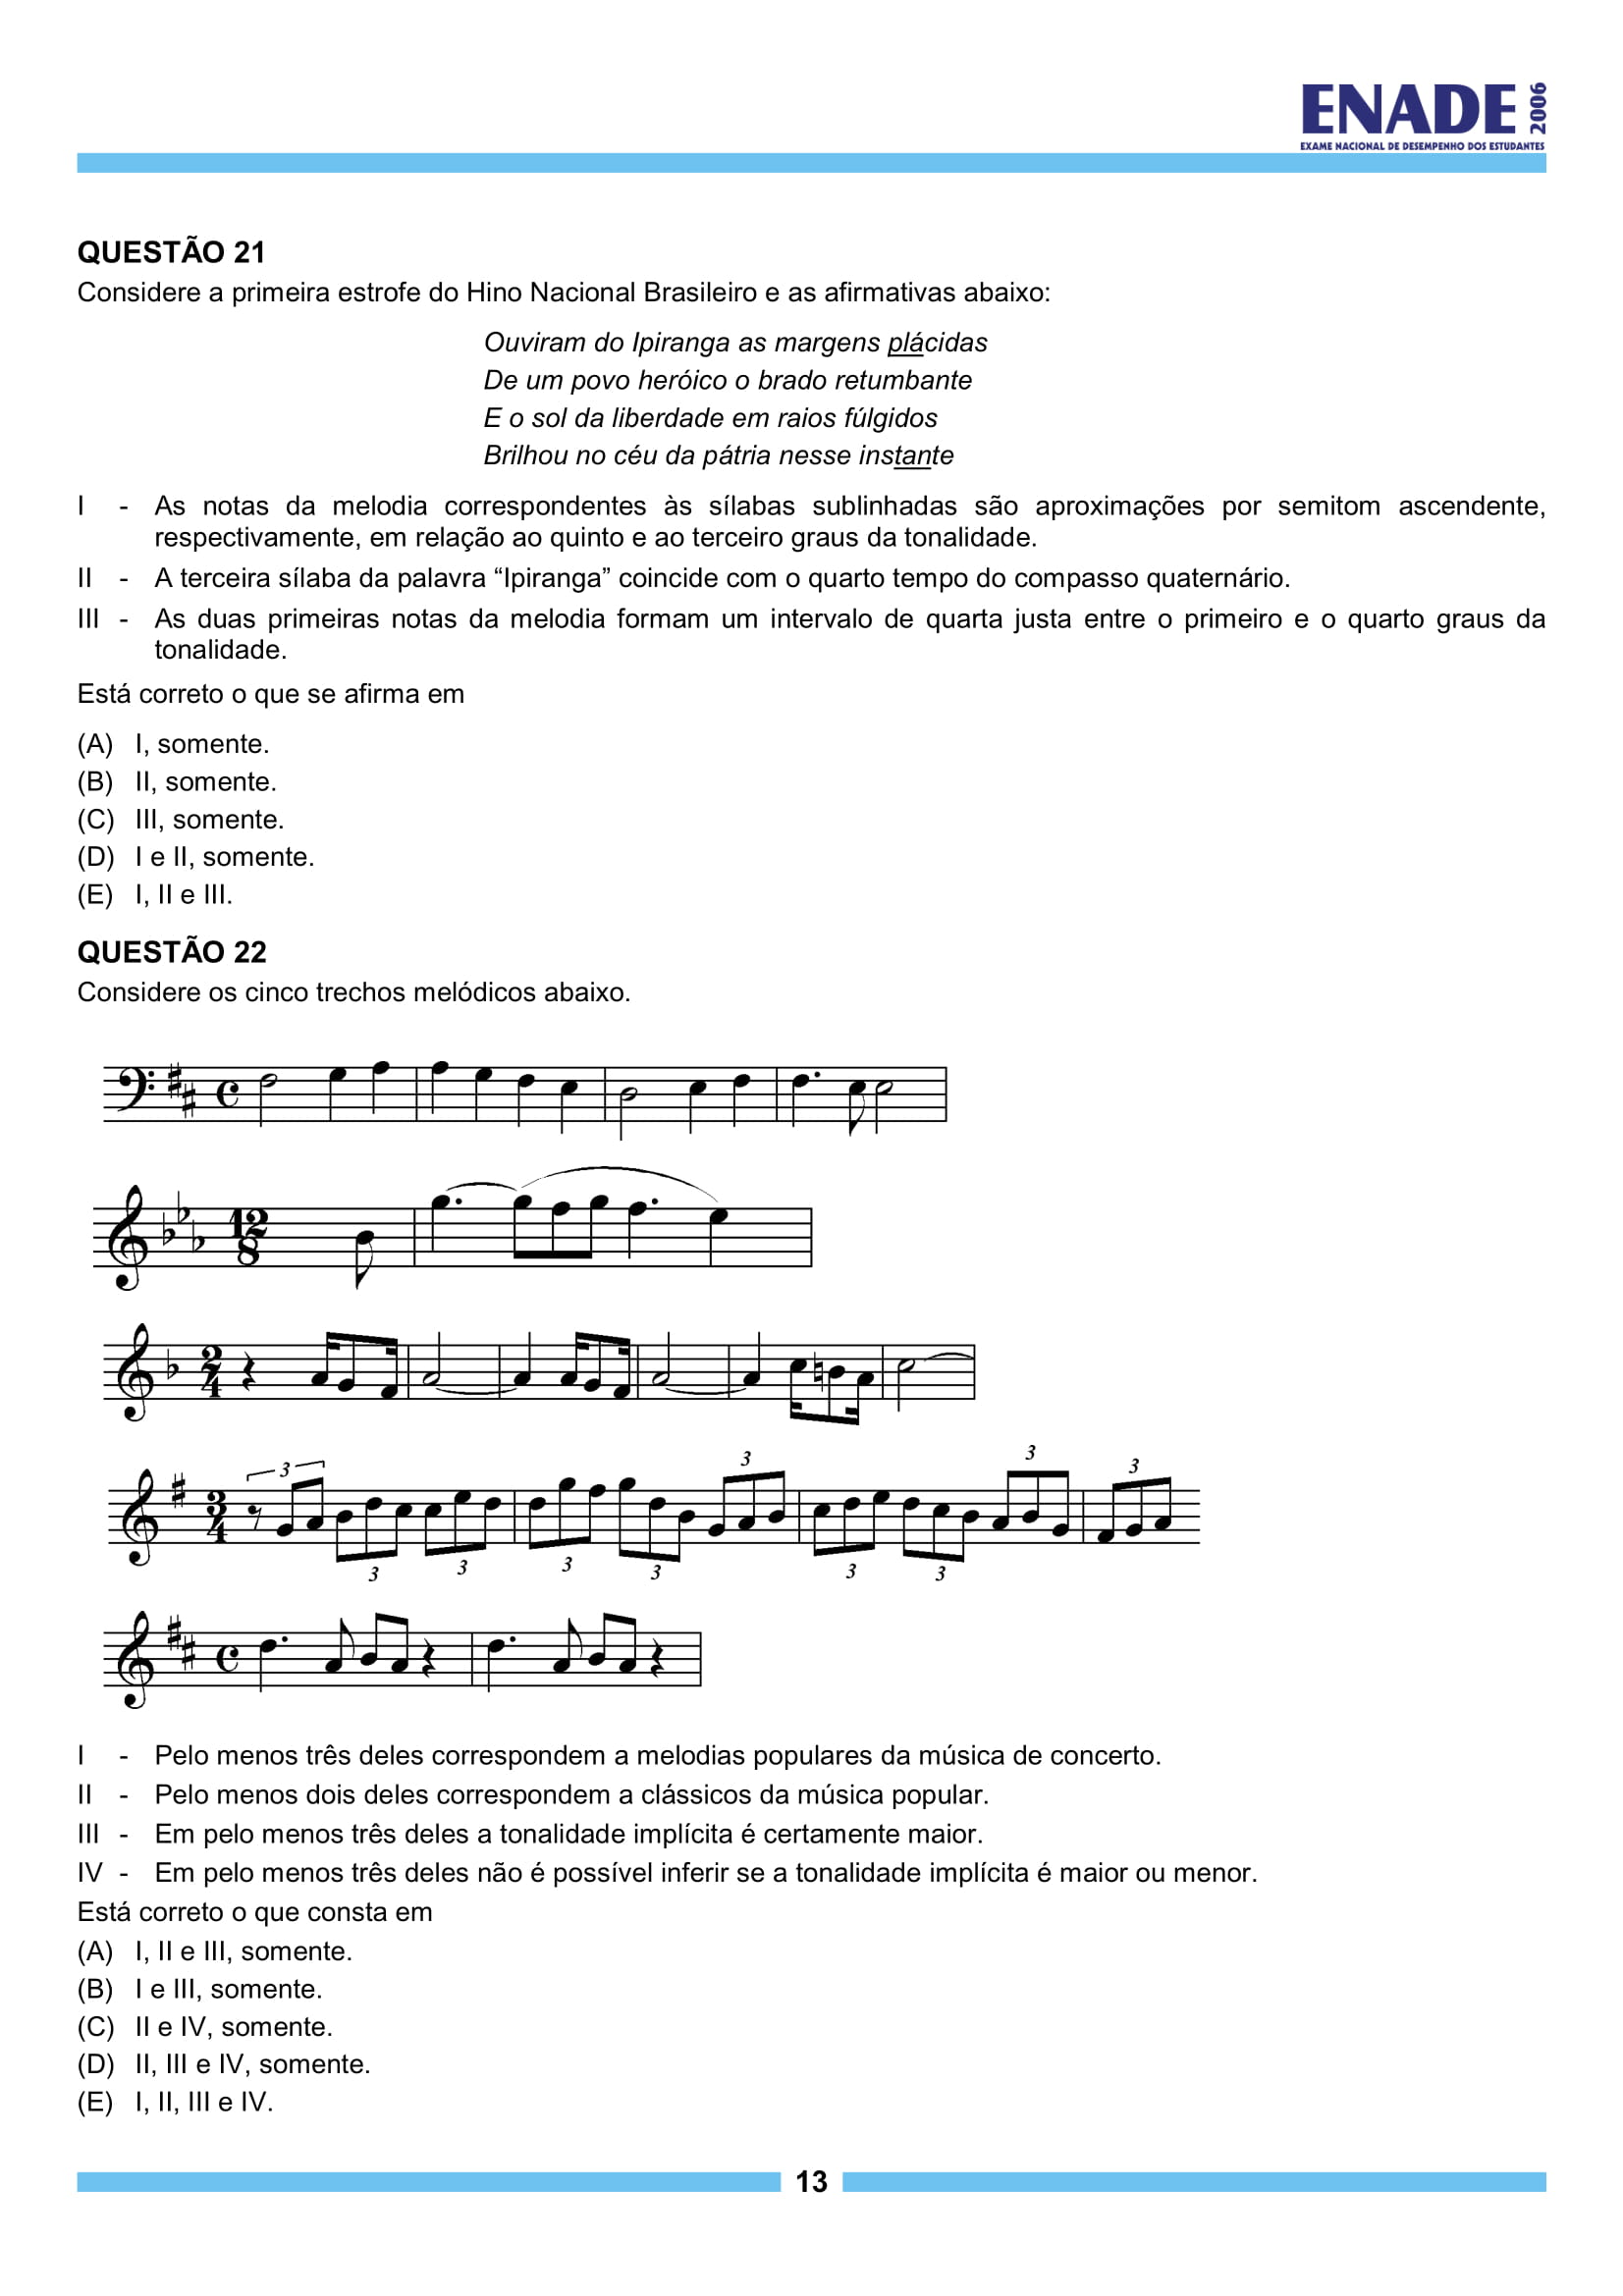 ENADE 2006
EXAME NACIONAL DE DESEMPENHO DOS ESTUDANTES
QUESTÃO 21
Considere a primeira estrofe do Hino Nacional Brasileiro e as afirmativas abaixo:
Ouviram do Ipiranga as margens plácidas
De um povo heróico o brado retumbante
E o sol da liberdade em raios fúlgidos
Brilhou no céu da pátria nesse instante
I - As notas da melodia correspondentes às sílabas sublinhadas são aproximações por semitom ascendente,
respectivamente, em relação ao quinto e ao terceiro graus da tonalidade.
II - A terceira sílaba da palavra “Ipiranga” coincide com o quarto tempo do compasso quaternário.
III - As duas primeiras notas da melodia formam um intervalo de quarta justa entre o primeiro e o quarto graus da
tonalidade.
Está correto o que se afirma em
(A) I, somente.
(B) II, somente.
(C) III, somente.
(D) I e II, somente.
(E) I, II e III.
QUESTÃO 22
Considere os cinco trechos melódicos abaixo.
12
8
2
4
3
3
3
3
4
3
3
3
3
3
3
I - Pelo menos três deles correspondem a melodias populares da música de concerto.
II - Pelo menos dois deles correspondem a clássicos da música popular.
III - Em pelo menos três deles a tonalidade implícita é certamente maior.
IV - Em pelo menos três deles não é possível inferir se a tonalidade implícita é maior ou menor.
Está correto o que consta em
(A) I, II e III, somente.
(B) I e III, somente.
(C) II e IV, somente.
(D) II, III e IV, somente.
(E) I, II, III e IV.
13